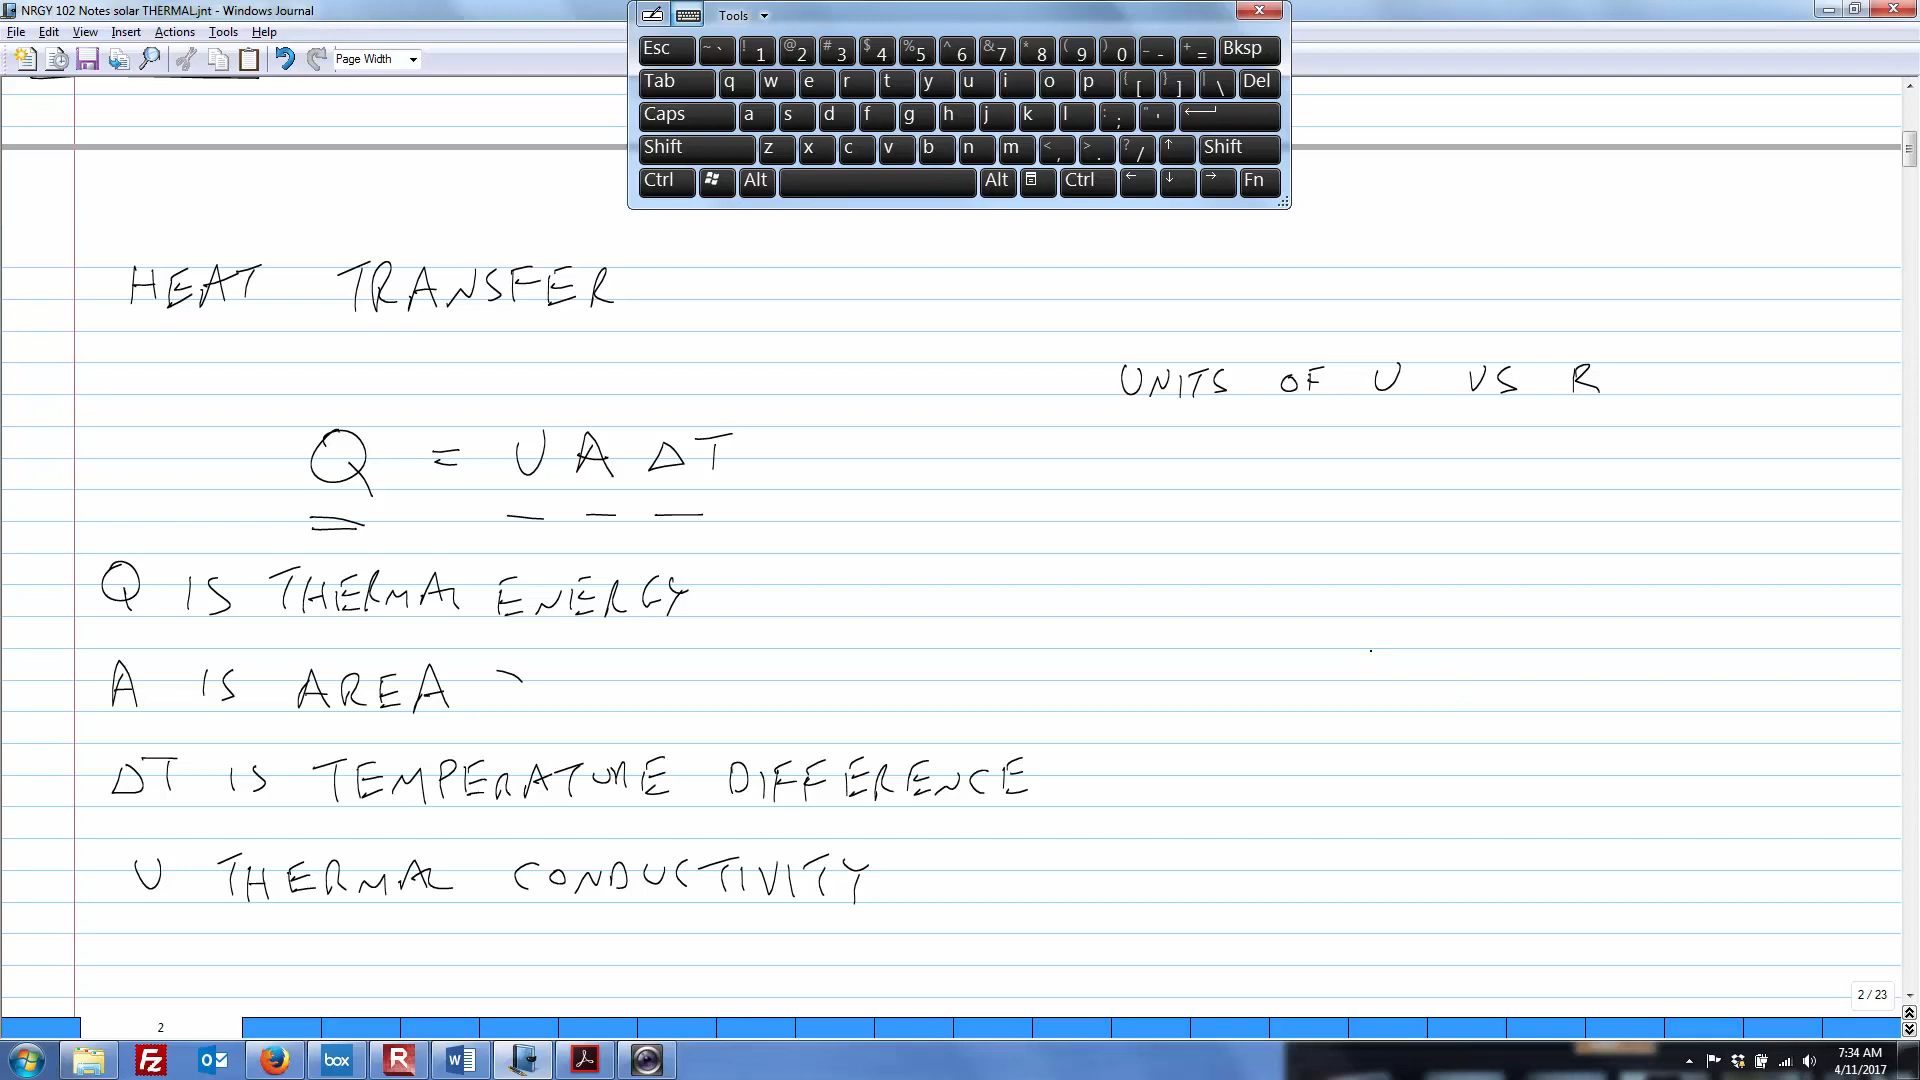 NRGY 102 Notes solar THERMAL.jnt - Windows Journal
File Edit View Insert Actions Tools Help
Page Width
Tools
Esc ~ ` ! 1 @ 2 # 3 $ 4 % 5 ^ 6 & 7 * 8 ( 9 ) 0 _ - + = Bksp
Tab q w e r t y u i o p { [ } ] | \ Del
Caps a s d f g h j k l : ; " '
Shift z x c v b n m < , > . ? / ↑ Shift
Ctrl Alt Alt Ctrl ← ↓ → Fn
HEAT TRANSFER
UNITS OF U VS R
Q = U A ΔT
Q IS THERMAL ENERGY
A IS AREA
ΔT IS TEMPERATURE DIFFERENCE
U THERMAL CONDUCTIVITY
2 / 23
2
Fz
box
R
W
7:34 AM
4/11/2017